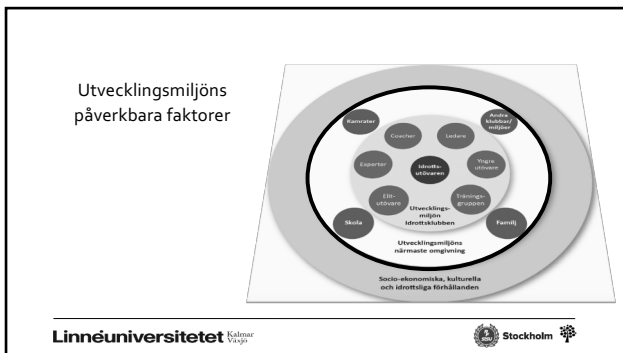 Utvecklingsmiljöns
påverkbara faktorer
Kamrater
Andra
klubbar/
miljöer
Coacher
Ledare
Experter
Idrotts-
utövaren
Yngre
utövare
Elit-
utövare
Tränings-
gruppen
Skola
Utvecklings-
miljön
Idrottsklubben
Familj
Utvecklingsmiljöns
närmaste omgivning
Socio-ekonomiska, kulturella
och idrottsliga förhållanden
Linnéuniversitetet Kalmar
Växjö
SISU
Stockholm